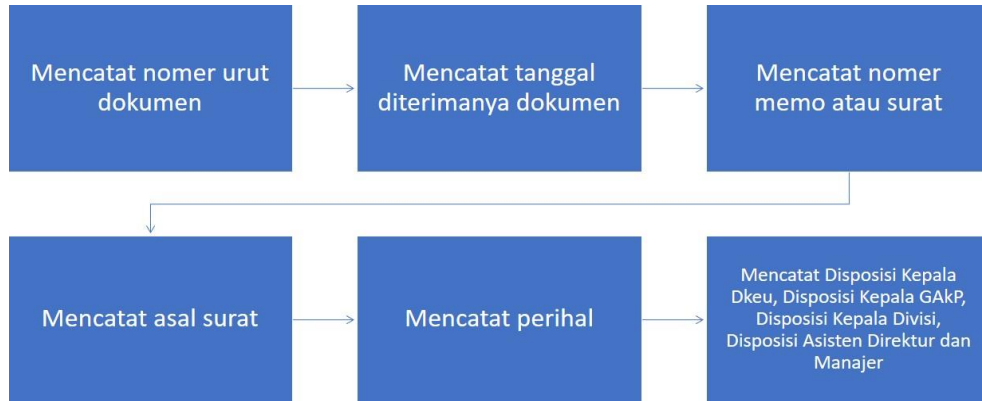 Mencatat nomer urut
dokumen
Mencatat tanggal
diterimanya dokumen
Mencatat nomer
memo atau surat
Mencatat asal surat
Mencatat perihal
Mencatat Disposisi Kepala
Dkeu, Disposisi Kepala GAkP,
Disposisi Kepala Divisi,
Disposisi Asisten Direktur dan
Manajer